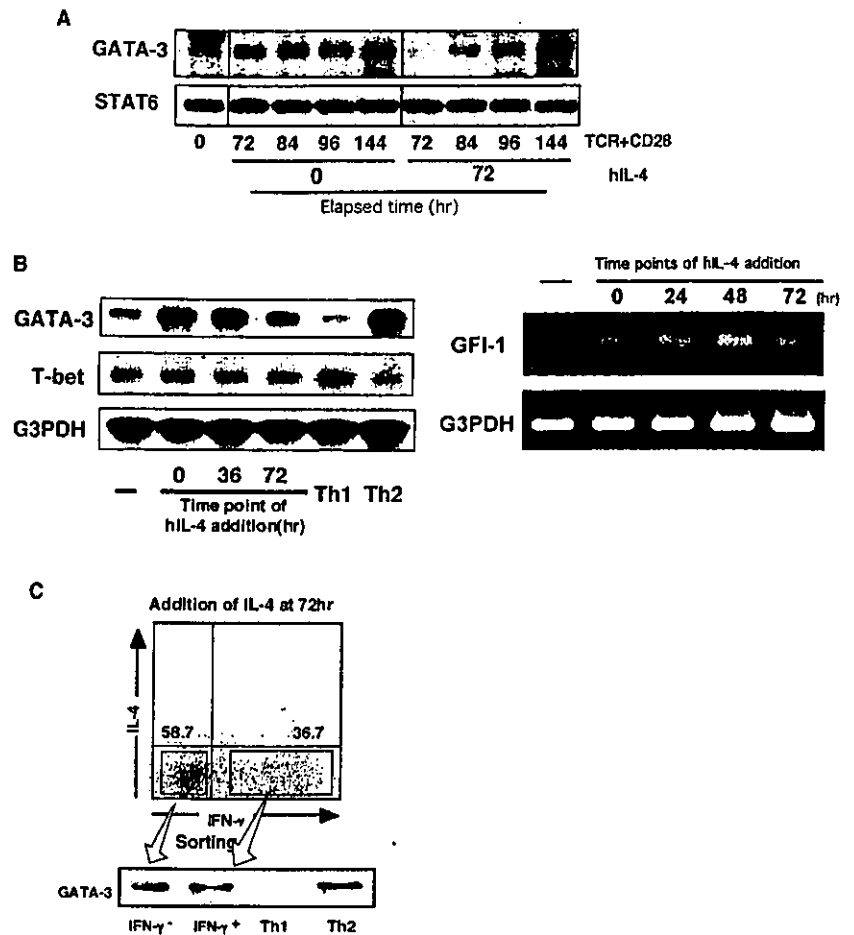 A
GATA-3
STAT6
0 72 84 96 144 72 84 96 144 TCR+CD28
0 72 hIL-4
Elapsed time (hr)
B
GATA-3
T-bet
G3PDH
— 0 36 72 Th1 Th2
Time point of
hIL-4 addition(hr)
Time points of hIL-4 addition
— 0 24 48 72 (hr)
GFI-1
G3PDH
C
Addition of IL-4 at 72hr
IL-4
58.7 36.7
IFN-γ
Sorting
GATA-3
IFN-γ - IFN-γ + Th1 Th2